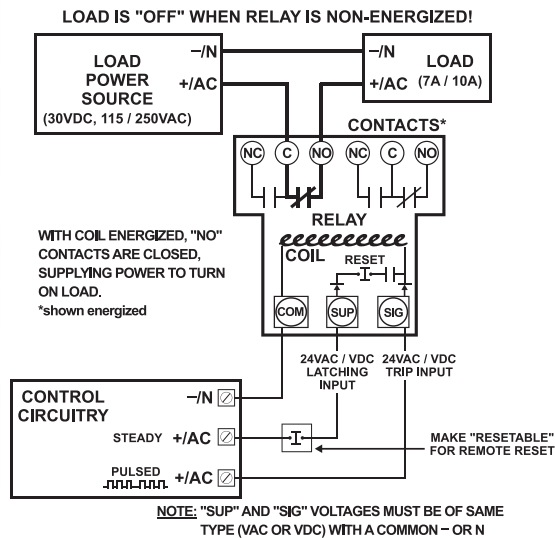 LOAD IS "OFF" WHEN RELAY IS NON-ENERGIZED!
LOAD
POWER
SOURCE
(30VDC, 115 / 250VAC)
−/N
+/AC
−/N
+/AC
LOAD
(7A / 10A)
CONTACTS*
NC
C
NO
NC
C
NO
RELAY
COIL
RESET
WITH COIL ENERGIZED, "NO"
CONTACTS ARE CLOSED,
SUPPLYING POWER TO TURN
ON LOAD.
*shown energized
COM
SUP
SIG
24VAC / VDC
LATCHING
INPUT
24VAC / VDC
TRIP INPUT
CONTROL
CIRCUITRY
−/N
STEADY +/AC
PULSED
+/AC
MAKE "RESETABLE"
FOR REMOTE RESET
NOTE: "SUP" AND "SIG" VOLTAGES MUST BE OF SAME
TYPE (VAC OR VDC) WITH A COMMON − OR N